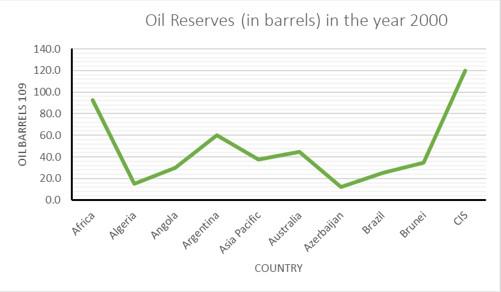 Oil Reserves (in barrels) in the year 2000
140.0
120.0
100.0
80.0
60.0
40.0
20.0
0.0
OIL BARRELS 109
Africa
Algeria
Angola
Argentina
Asia Pacific
Australia
Azerbaijan
Brazil
Brunei
CIS
COUNTRY